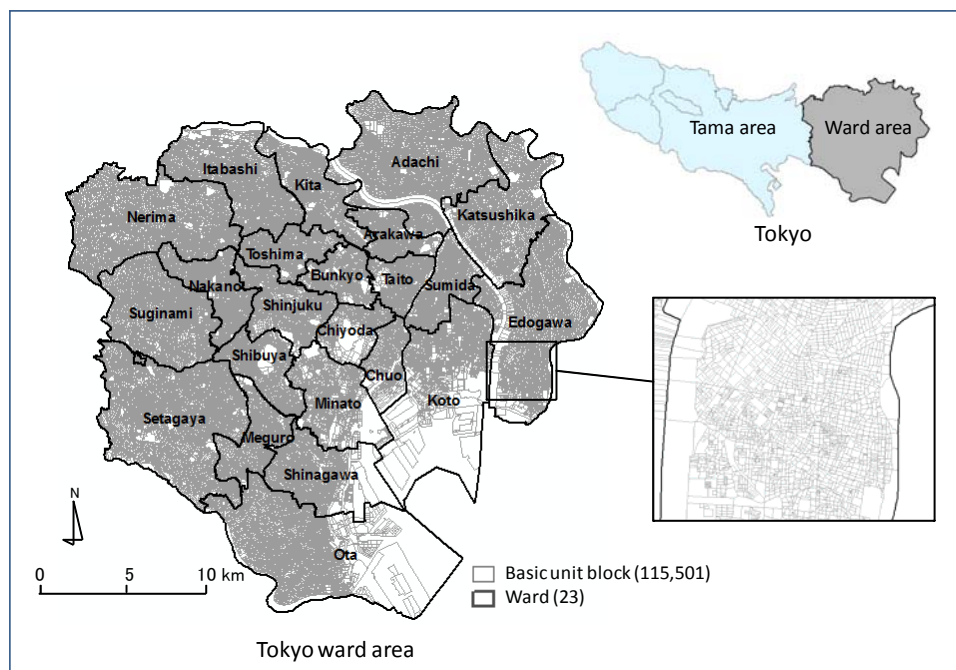 Tama area
Ward area
Tokyo
Adachi
Itabashi
Kita
Nerima
Katsushika
Arakawa
Toshima
Bunkyo
Taito
Nakano
Sumida
Suginami
Shinjuku
Edogawa
Chiyoda
Shibuya
Chuo
Koto
Setagaya
Minato
Meguro
Shinagawa
N
Ota
0 5 10 km
Basic unit block (115,501)
Ward (23)
Tokyo ward area